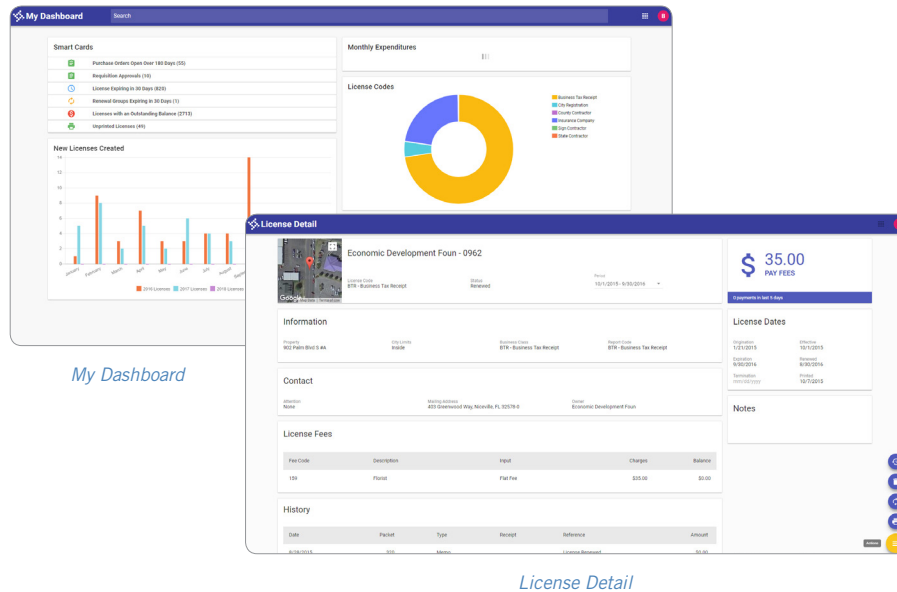 My Dashboard
Search
B
Smart Cards
Purchase Orders Open Over 180 Days (55)
Requisition Approvals (10)
License Expiring in 30 Days (820)
Renewal Groups Expiring in 30 Days (1)
Licenses with an Outstanding Balance (2713)
Unprinted Licenses (49)
Monthly Expenditures
License Codes
Business Tax Receipt
City Registration
County Contractor
Insurance Company
Sign Contractor
State Contractor
New Licenses Created
14
12
10
8
6
4
2
0
January February March April May June July August
2016 Licenses 2017 Licenses 2018 Licenses
License Detail
Google
Economic Development Foun - 0962
License Code Status
BTR - Business Tax Receipt Renewed 10/1/2015 - 9/30/2016
$ 35.00
PAY FEES
0 payments in last 5 days
Information
Property City Limits Business Code Report Code
902 Palm Blvd S #A Inside BTR - Business Tax Receipt BTR - Business Tax Receipt
License Dates
Origination Effective
1/21/2015 10/1/2015
Expiration Renewed
9/30/2016 8/30/2016
Termination Printed
mm/dd/yyyy 10/7/2015
Contact
Attention Mailing Address Owner
None 403 Greenwood Way, Niceville, FL 32578-0 Economic Development Foun
Notes
License Fees
Fee Code Description Input Charges Balance
159 Florist Flat Fee $35.00 $0.00
History
Date Packet Type Receipt Reference Amount
Memo License Renewed $0.00
My Dashboard
License Detail